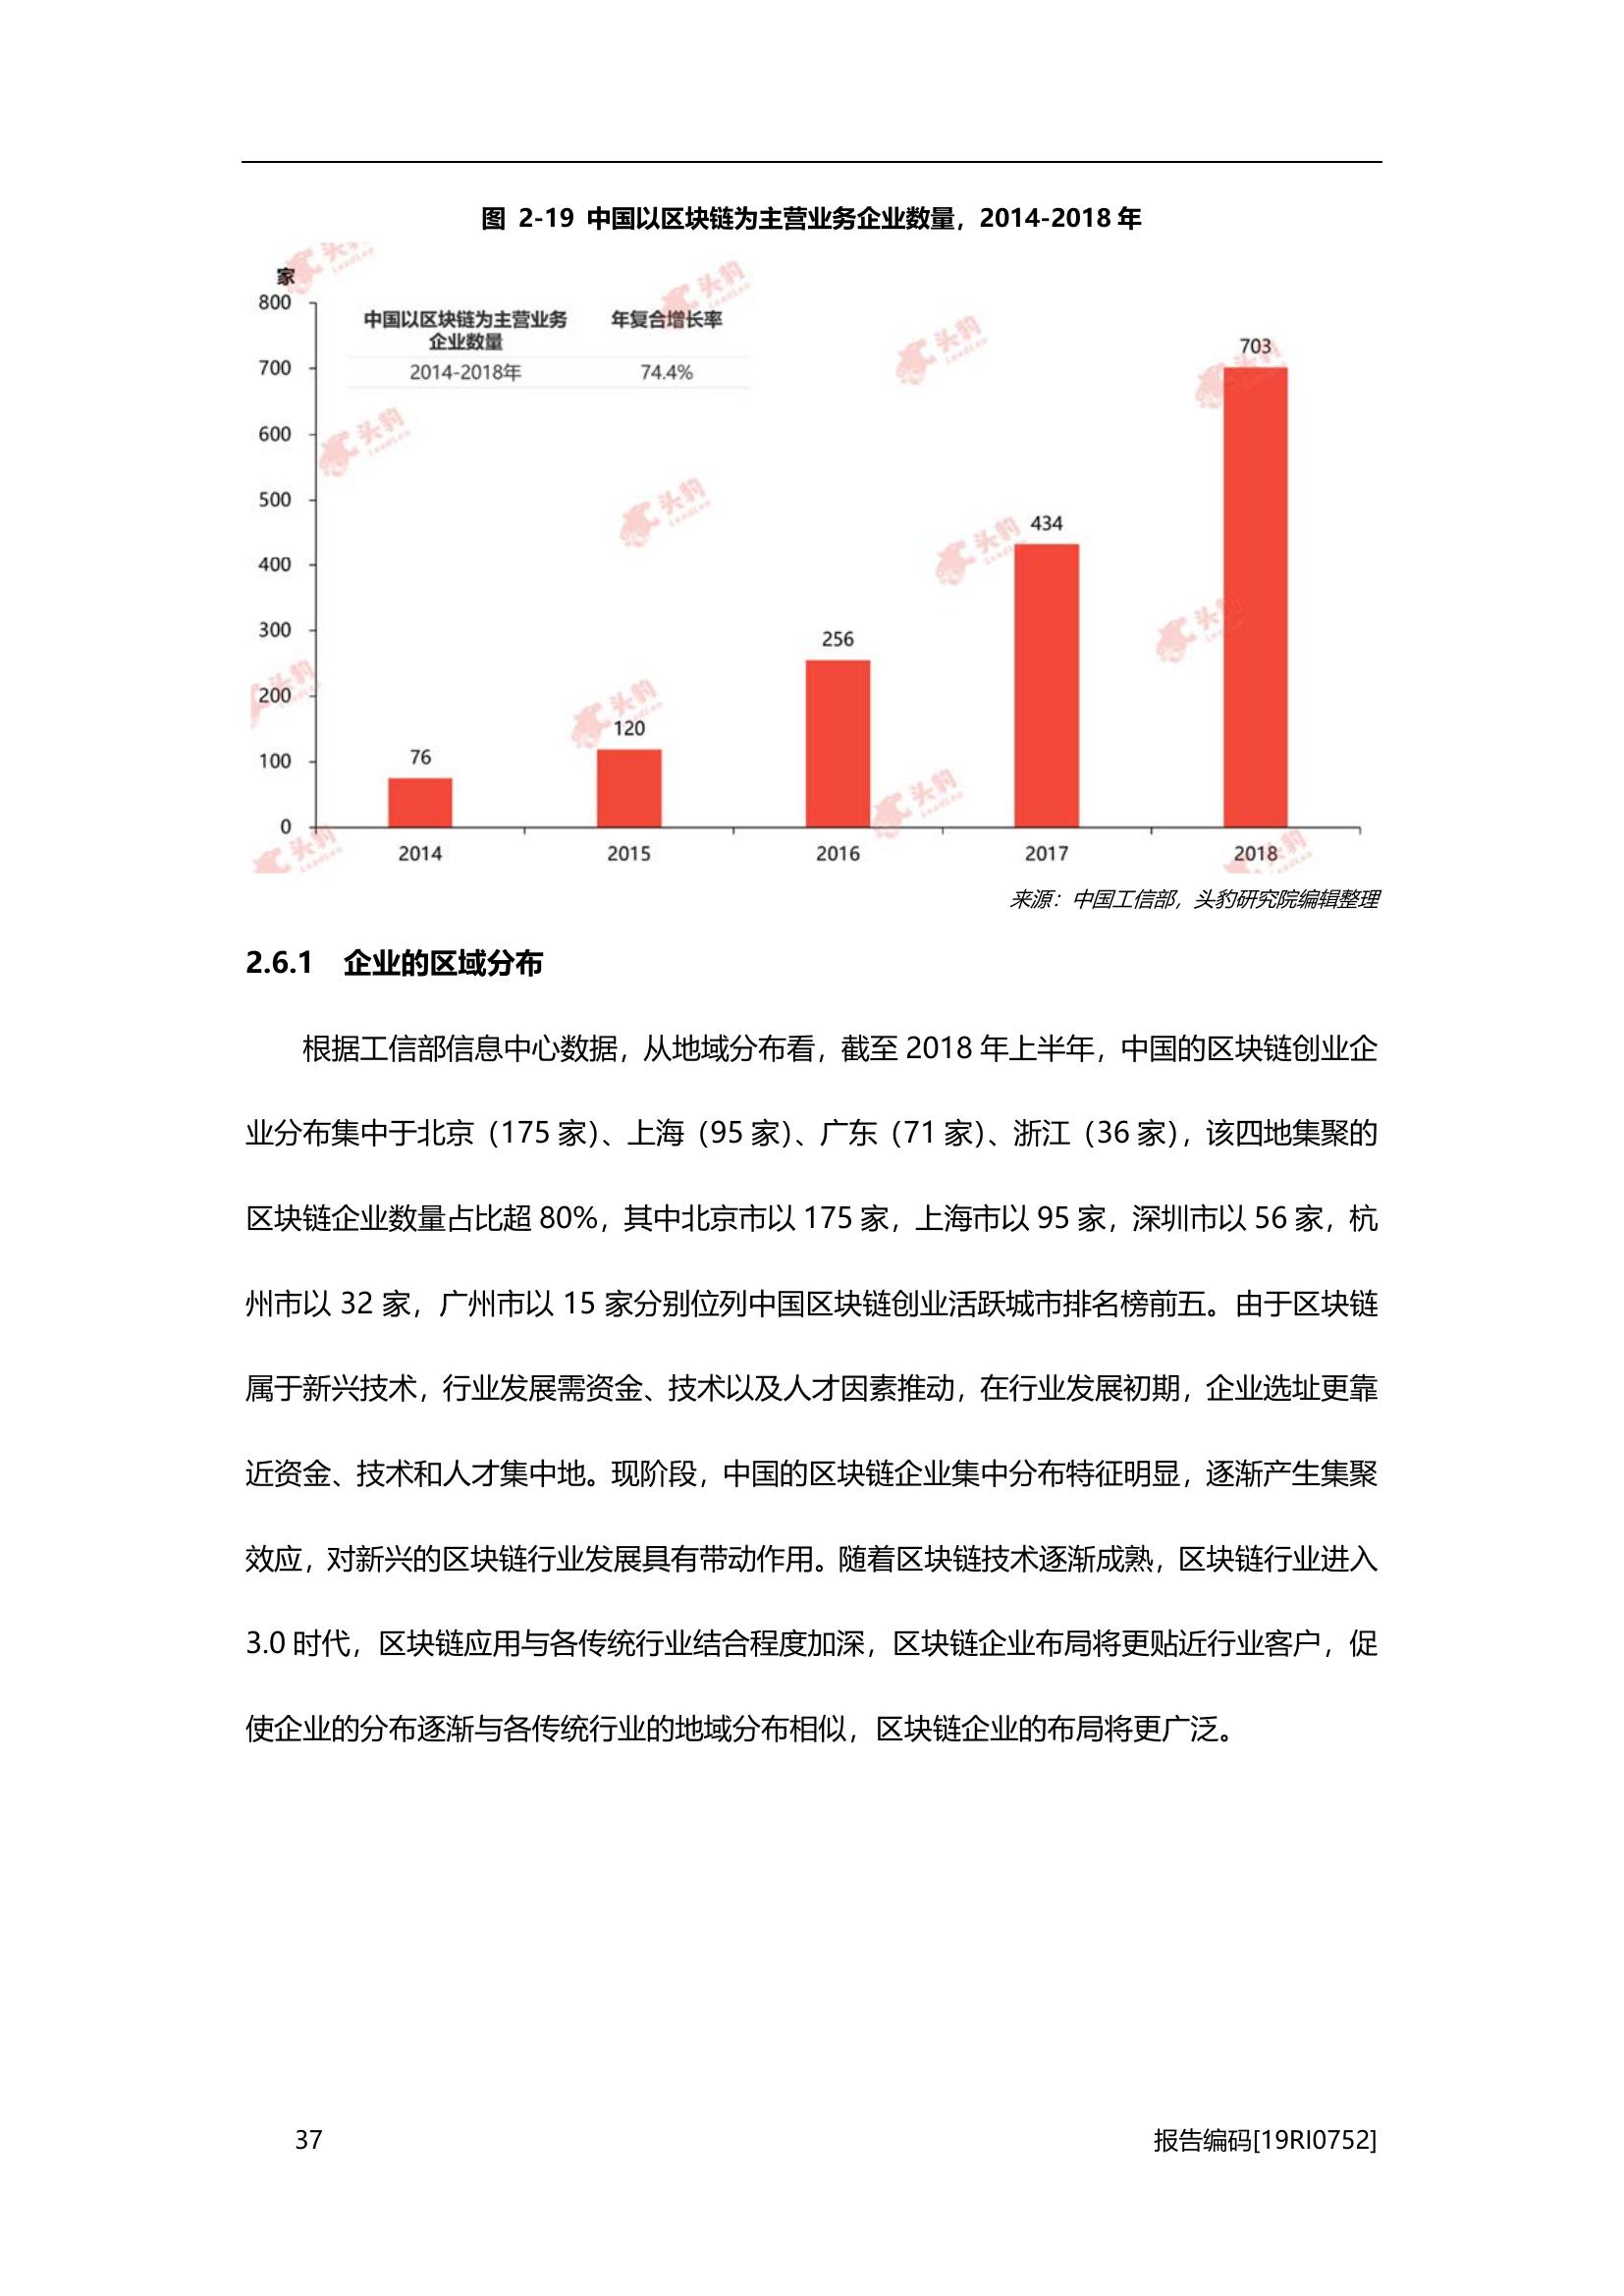 图 2-19 中国以区块链为主营业务企业数量，2014-2018 年
家
800
700
600
500
400
300
200
100
0
中国以区块链为主营业务 年复合增长率
企业数量
2014-2018年 74.4%
76
120
256
434
703
2014 2015 2016 2017 2018
头豹
LeadLeo
来源：中国工信部，头豹研究院编辑整理
2.6.1 企业的区域分布
根据工信部信息中心数据，从地域分布看，截至 2018 年上半年，中国的区块链创业企
业分布集中于北京（175 家）、上海（95 家）、广东（71 家）、浙江（36 家），该四地集聚的
区块链企业数量占比超 80%，其中北京市以 175 家，上海市以 95 家，深圳市以 56 家，杭
州市以 32 家，广州市以 15 家分别位列中国区块链创业活跃城市排名榜前五。由于区块链
属于新兴技术，行业发展需资金、技术以及人才因素推动，在行业发展初期，企业选址更靠
近资金、技术和人才集中地。现阶段，中国的区块链企业集中分布特征明显，逐渐产生集聚
效应，对新兴的区块链行业发展具有带动作用。随着区块链技术逐渐成熟，区块链行业进入
3.0 时代，区块链应用与各传统行业结合程度加深，区块链企业布局将更贴近行业客户，促
使企业的分布逐渐与各传统行业的地域分布相似，区块链企业的布局将更广泛。
37 报告编码[19RI0752]